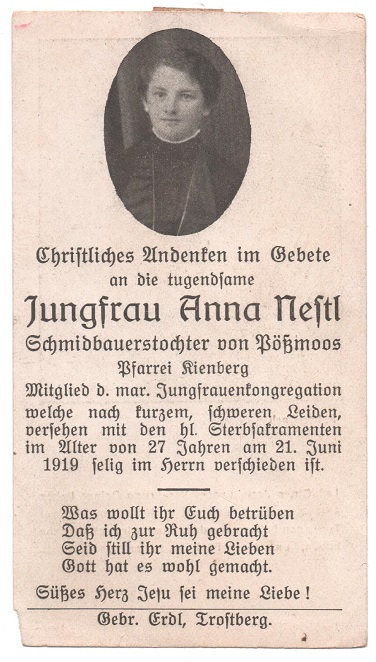 Christliches Andenken im Gebete
an die tugendsame
Jungfrau Anna Nestl
Schmidbauerstochter von Pößmoos
Pfarrei Kienberg
Mitglied d. mar. Jungfrauenkongregation
welche nach kurzem, schweren Leiden,
versehen mit den hl. Sterbsakramenten
im Alter von 27 Jahren am 21. Juni
1919 selig im Herrn verschieden ist.
Was wollt ihr Euch betrüben
Daß ich zur Ruh gebracht
Seid still ihr meine Lieben
Gott hat es wohl gemacht.
Süßes Herz Jesu sei meine Liebe!
Gebr. Erdl, Trostberg.